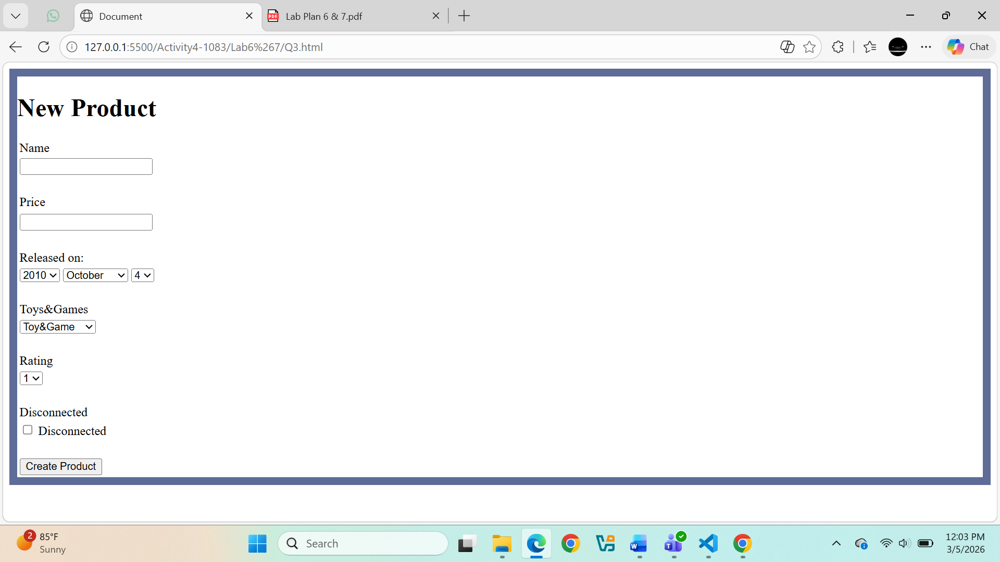 Document
PDF
Lab Plan 6 & 7.pdf
127.0.0.1:5500/Activity4-1083/Lab6%267/Q3.html
Chat
New Product
Name
Price
Released on:
2010 October 4
Toys&Games
Toy&Game
Rating
1
Disconnected
Disconnected
Create Product
2
85°F
Sunny
Search
W
T
12:03 PM
3/5/2026